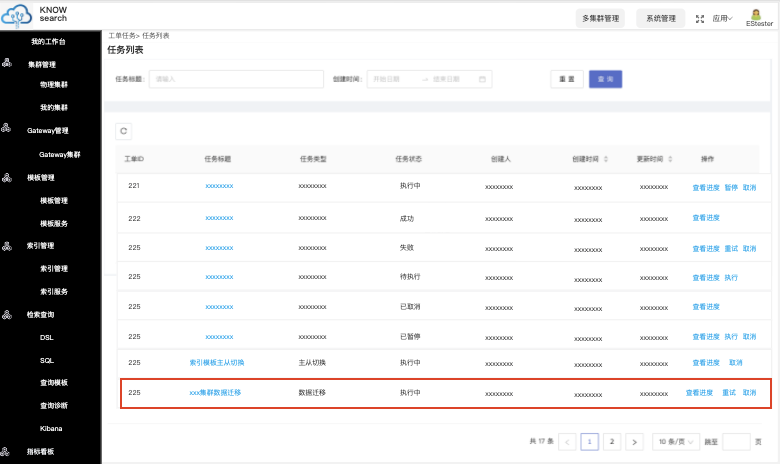 KNOW
search
多集群管理 系统管理 应用
EStester
我的工作台
集群管理
物理集群
我的集群
Gateway管理
Gateway集群
模板管理
模板管理
模板服务
索引管理
索引管理
索引服务
检索查询
DSL
SQL
查询模板
查询诊断
Kibana
指标看板
工单任务> 任务列表
任务列表
任务标题: 请输入 创建时间: 开始日期 → 结束日期 重 置 查 询
工单ID 任务标题 任务类型 任务状态 创建人 创建时间 更新时间 操作
221 xxxxxxxx xxxxxxxx 执行中 xxxxxxxx xxxxxxxx xxxxxxxx 查看进度 暂停 取消
222 xxxxxxxx xxxxxxxx 成功 xxxxxxxx xxxxxxxx xxxxxxxx 查看进度
225 xxxxxxxx xxxxxxxx 失败 xxxxxxxx xxxxxxxx xxxxxxxx 查看进度 重试 取消
225 xxxxxxxx xxxxxxxx 待执行 xxxxxxxx xxxxxxxx xxxxxxxx 查看进度 执行
225 xxxxxxxx xxxxxxxx 已取消 xxxxxxxx xxxxxxxx xxxxxxxx 查看进度
225 xxxxxxxx xxxxxxxx 已暂停 xxxxxxxx xxxxxxxx xxxxxxxx 查看进度 执行 取消
225 索引模板主从切换 主从切换 执行中 xxxxxxxx xxxxxxxx xxxxxxxx 查看进度 取消
225 xxx集群数据迁移 数据迁移 执行中 xxxxxxxx xxxxxxxx xxxxxxxx 查看进度 重试 取消
共 17 条 < 1 2 > 10 条/页 跳至 页